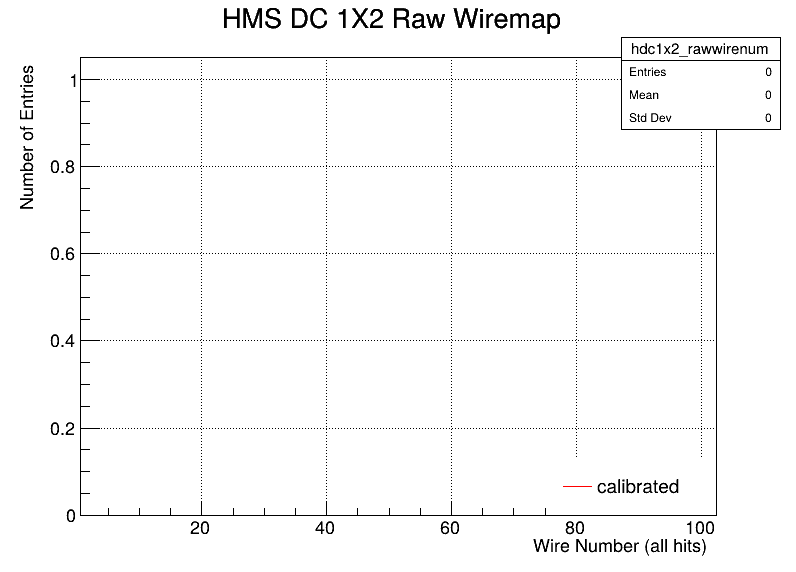 HMS DC 1X2 Raw Wiremap
hdc1x2_rawwirenum
Entries 0
Mean 0
Std Dev 0
Number of Entries
1
0.8
0.6
0.4
0.2
0
calibrated
20 40 60 80 100
Wire Number (all hits)